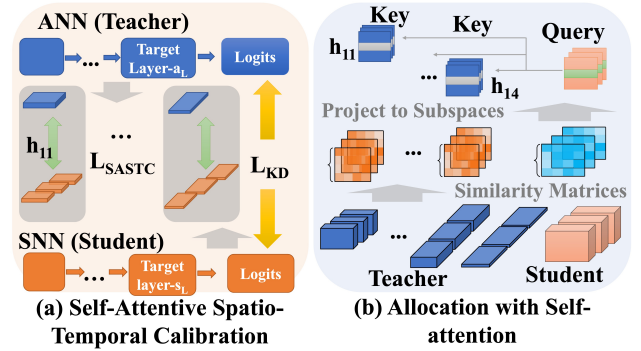 ANN (Teacher)
...
Target
Layer-aL
Logits
h11
...
LSASTC
LKD
SNN (Student)
...
Target
layer-sL
Logits
(a) Self-Attentive Spatio-
Temporal Calibration
Key
Key
Query
h11
...
h14
Project to Subspaces
...
Similarity Matrices
...
Teacher
Student
(b) Allocation with Self-
attention